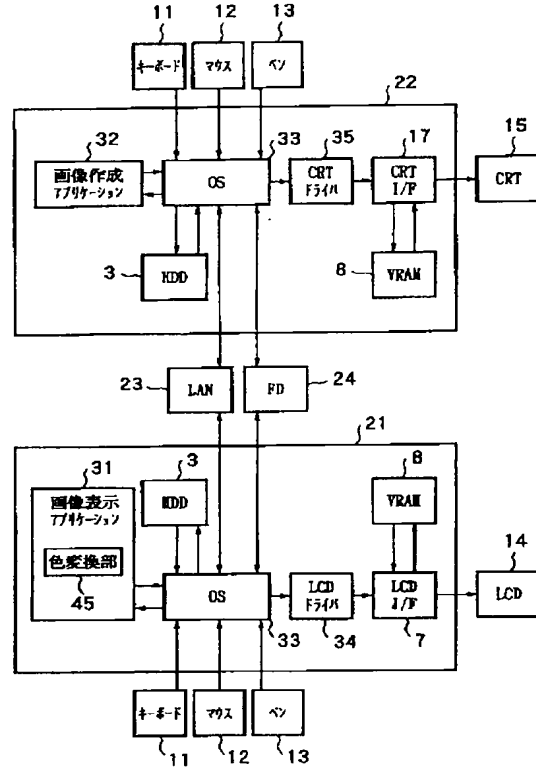 11
12
13
キーボード
マウス
ペン
22
32
33
35
17
15
画像作成
アプリケーション
OS
CRT
ドライバ
CRT
I/F
CRT
3
HDD
8
VRAM
23
LAN
FD
24
21
31
3
8
画像表示
アプリケーション
HDD
VRAM
14
色変換部
45
OS
LCD
ドライバ
LCD
I/F
LCD
33
34
7
キーボード
マウス
ペン
11
12
13